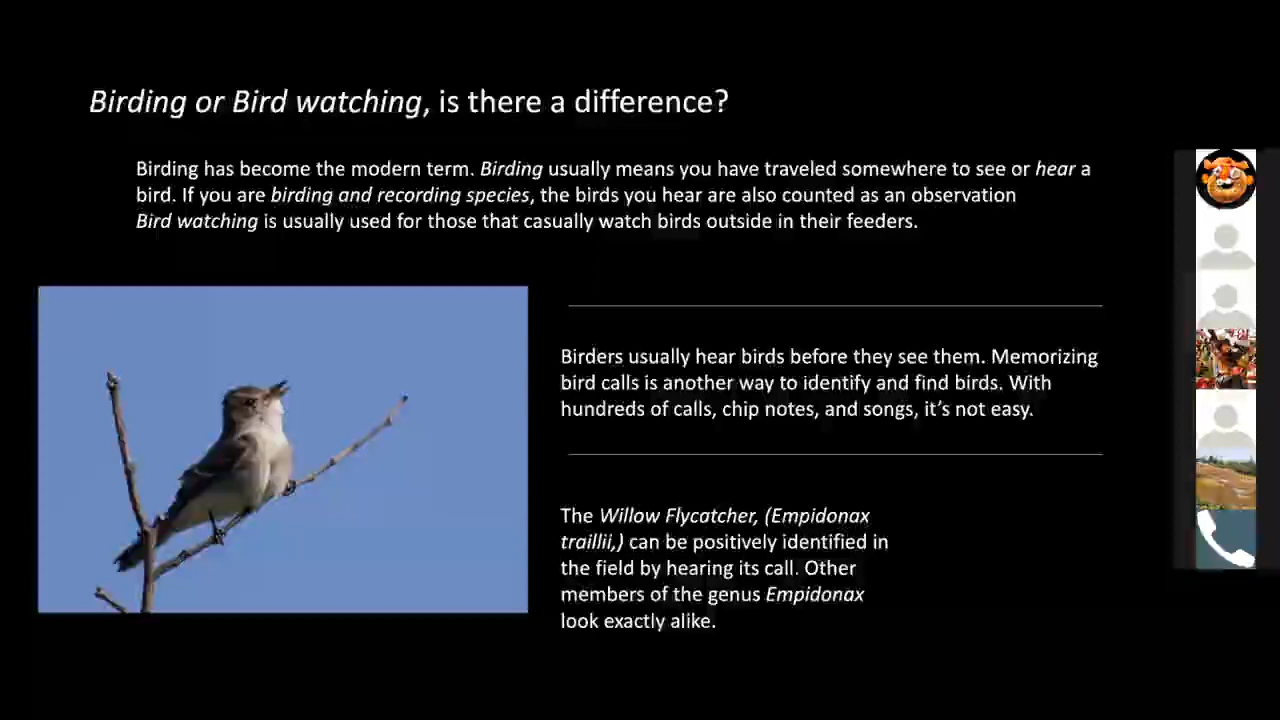 Birding or Bird watching, is there a difference?
Birding has become the modern term. Birding usually means you have traveled somewhere to see or hear a
bird. If you are birding and recording species, the birds you hear are also counted as an observation
Bird watching is usually used for those that casually watch birds outside in their feeders.
Birders usually hear birds before they see them. Memorizing
bird calls is another way to identify and find birds. With
hundreds of calls, chip notes, and songs, it’s not easy.
The Willow Flycatcher, (Empidonax
traillii,) can be positively identified in
the field by hearing its call. Other
members of the genus Empidonax
look exactly alike.